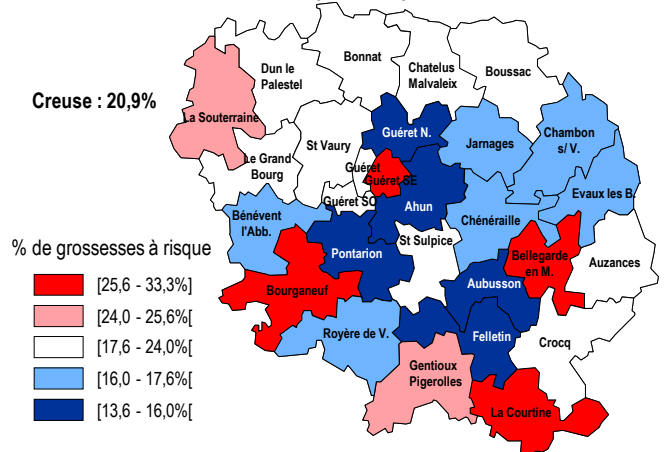 Bonnat
Dun le
Palestel
Chatelus
Malvaleix
Boussac
Creuse : 20,9%
La Souterraine
Guéret N.
Chambon
s/ V.
St Vaury
Jarnages
Le Grand
Bourg
Guéret
Guéret SE
Evaux les B.
Guéret SO
Ahun
Bénévent
l'Abb.
Chénéraille
% de grossesses à risque
St Sulpice
Pontarion
Bellegarde
en M.
Auzances
[25,6 - 33,3%]
Bourganeuf
Aubusson
[24,0 - 25,6%[
Royère de V.
Felletin
Crocq
[17,6 - 24,0%[
Gentioux
Pigerolles
[16,0 - 17,6%[
La Courtine
[13,6 - 16,0%[